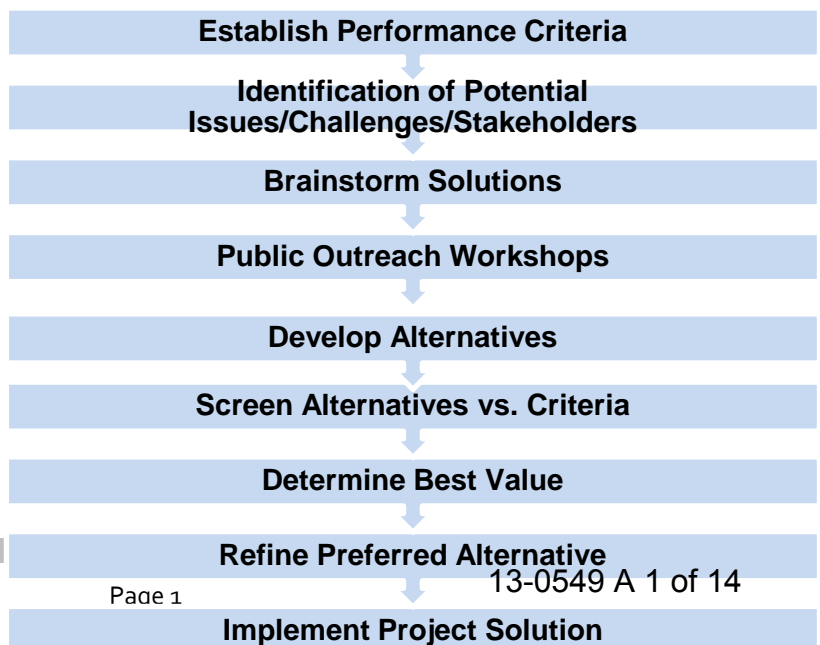 Establish Performance Criteria
Identification of Potential
Issues/Challenges/Stakeholders
Brainstorm Solutions
Public Outreach Workshops
Develop Alternatives
Screen Alternatives vs. Criteria
Determine Best Value
Refine Preferred Alternative
13-0549 A 1 of 14
Page 1
Implement Project Solution